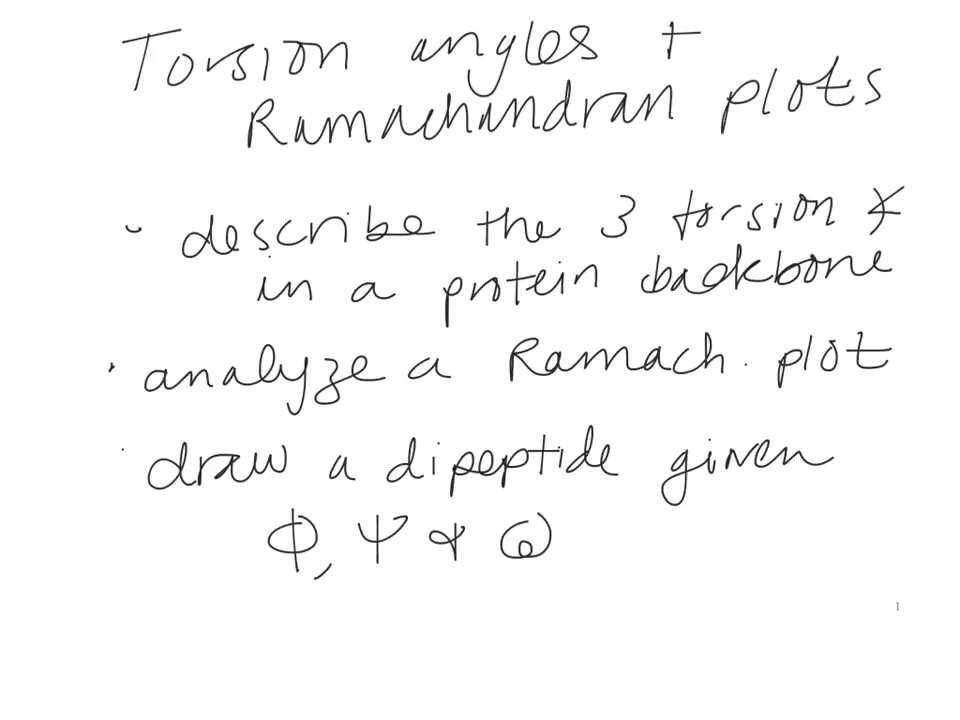 Torsion angles +
Ramachandran plots
· describe the 3 torsion ∡
in a protein backbone
· analyze a Ramach. plot
· draw a dipeptide given
Φ, Ψ & ω
1